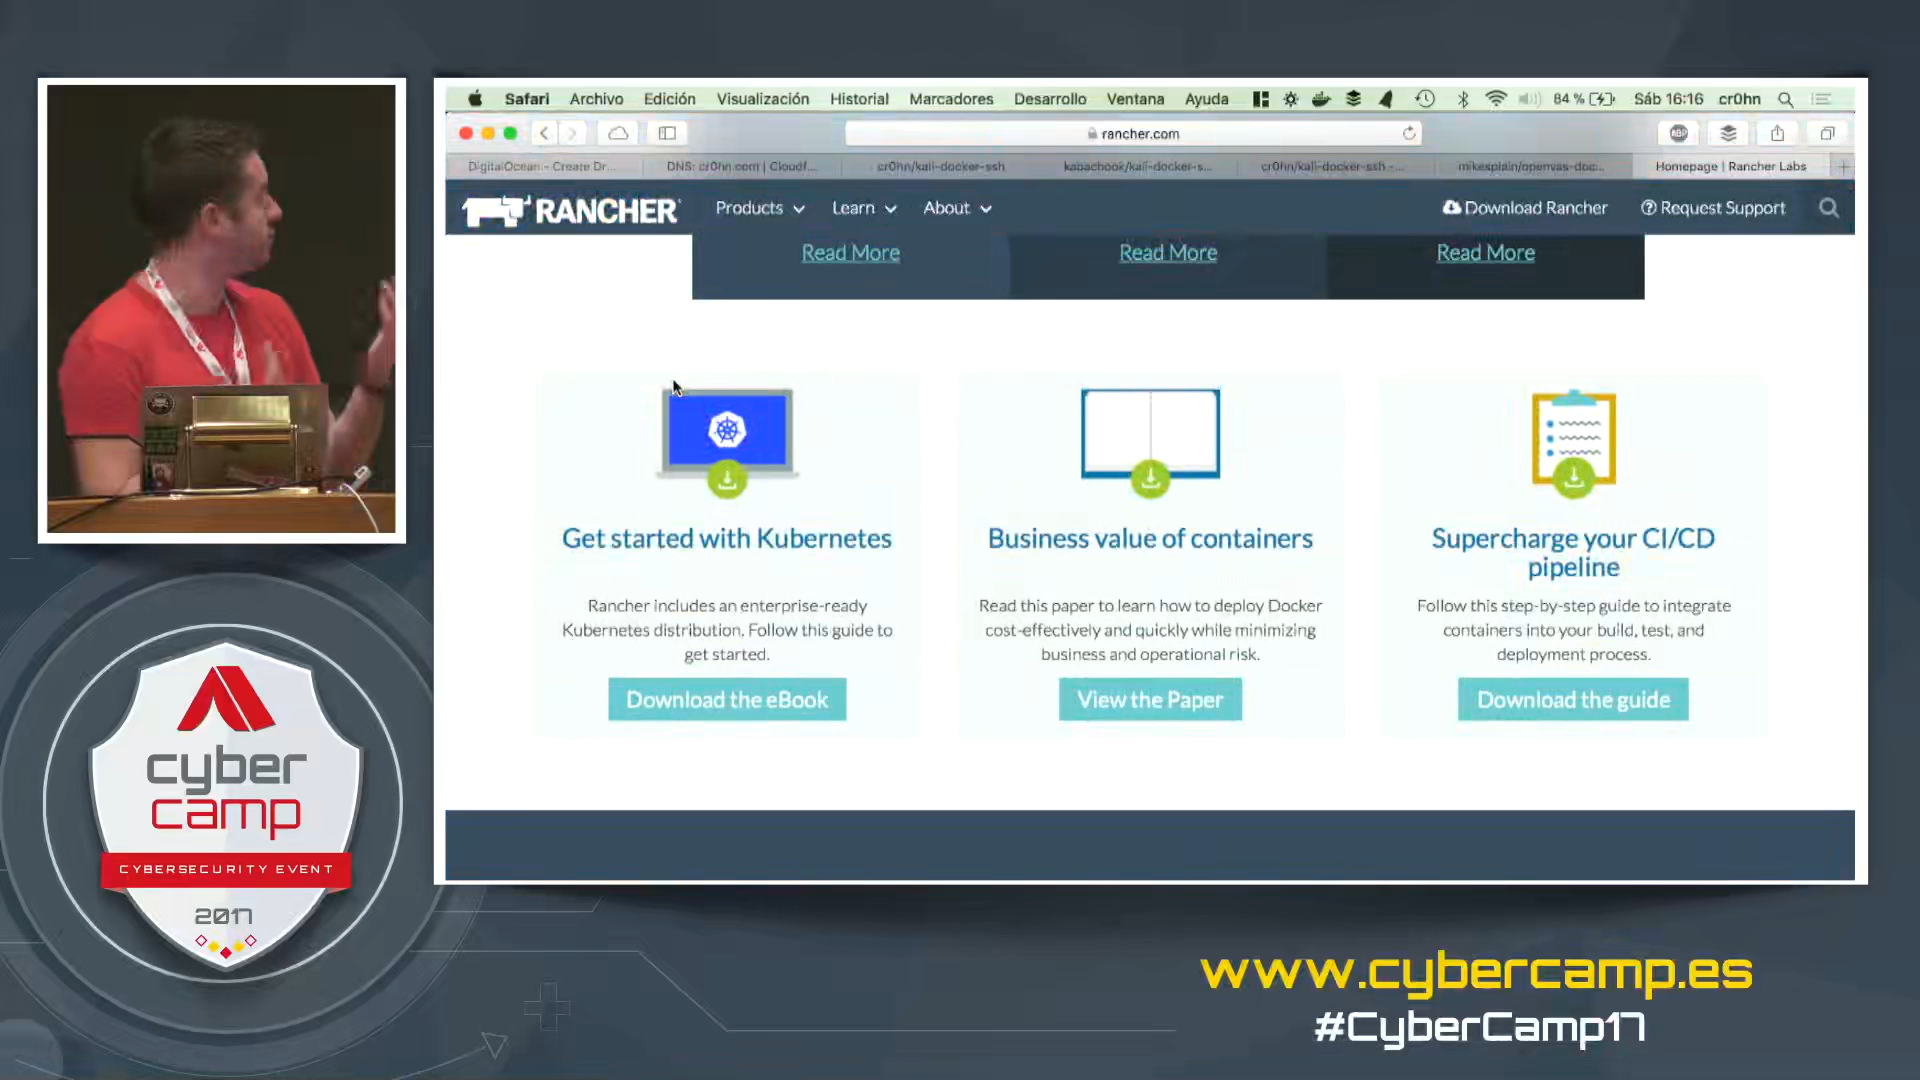 Safari Archivo Edición Visualización Historial Marcadores Desarrollo Ventana Ayuda 84 % Sáb 16:16 cr0hn
rancher.com
DigitalOcean - Create Dr... DNS: cr0hn.com | Cloudf... cr0hn/kali-docker-ssh kabachook/kali-docker-s... cr0hn/kali-docker-ssh -... mikesplain/openvas-doc... Homepage | Rancher Labs
RANCHER Products Learn About Download Rancher Request Support
Read More Read More Read More
Get started with Kubernetes
Rancher includes an enterprise-ready
Kubernetes distribution. Follow this guide to
get started.
Download the eBook
Business value of containers
Read this paper to learn how to deploy Docker
cost-effectively and quickly while minimizing
business and operational risk.
View the Paper
Supercharge your CI/CD
pipeline
Follow this step-by-step guide to integrate
containers into your build, test, and
deployment process.
Download the guide
cyber
camp
CYBERSECURITY EVENT
2017
www.cybercamp.es
#CyberCamp17